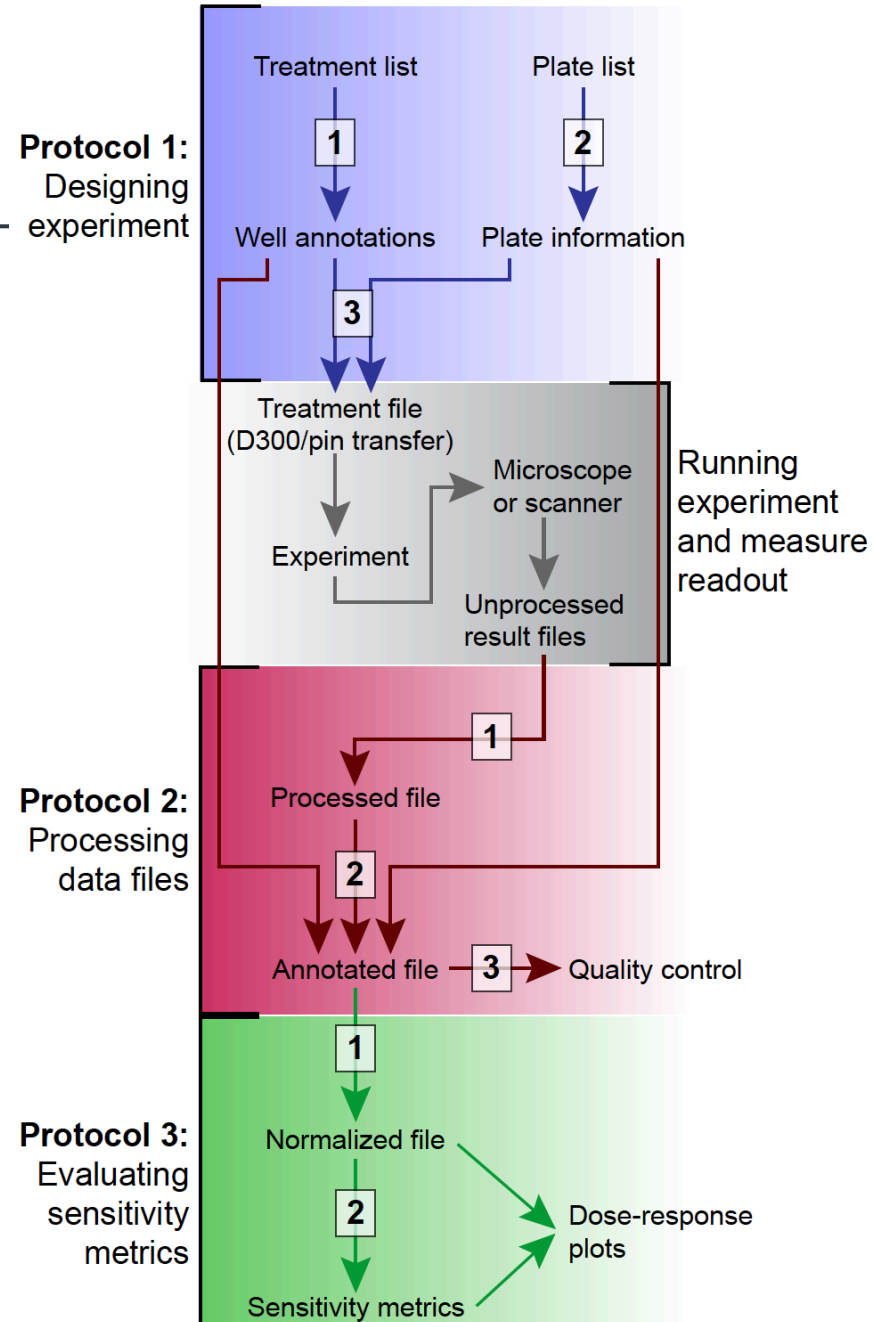 Treatment list
Plate list
1
2
Protocol 1:
Designing
experiment
Well annotations
Plate information
3
Treatment file
(D300/pin transfer)
Microscope
or scanner
Experiment
Unprocessed
result files
Running
experiment
and measure
readout
1
Protocol 2:
Processing
data files
Processed file
2
Annotated file
3
Quality control
1
Protocol 3:
Evaluating
sensitivity
metrics
Normalized file
2
Dose-response
plots
Sensitivity metrics